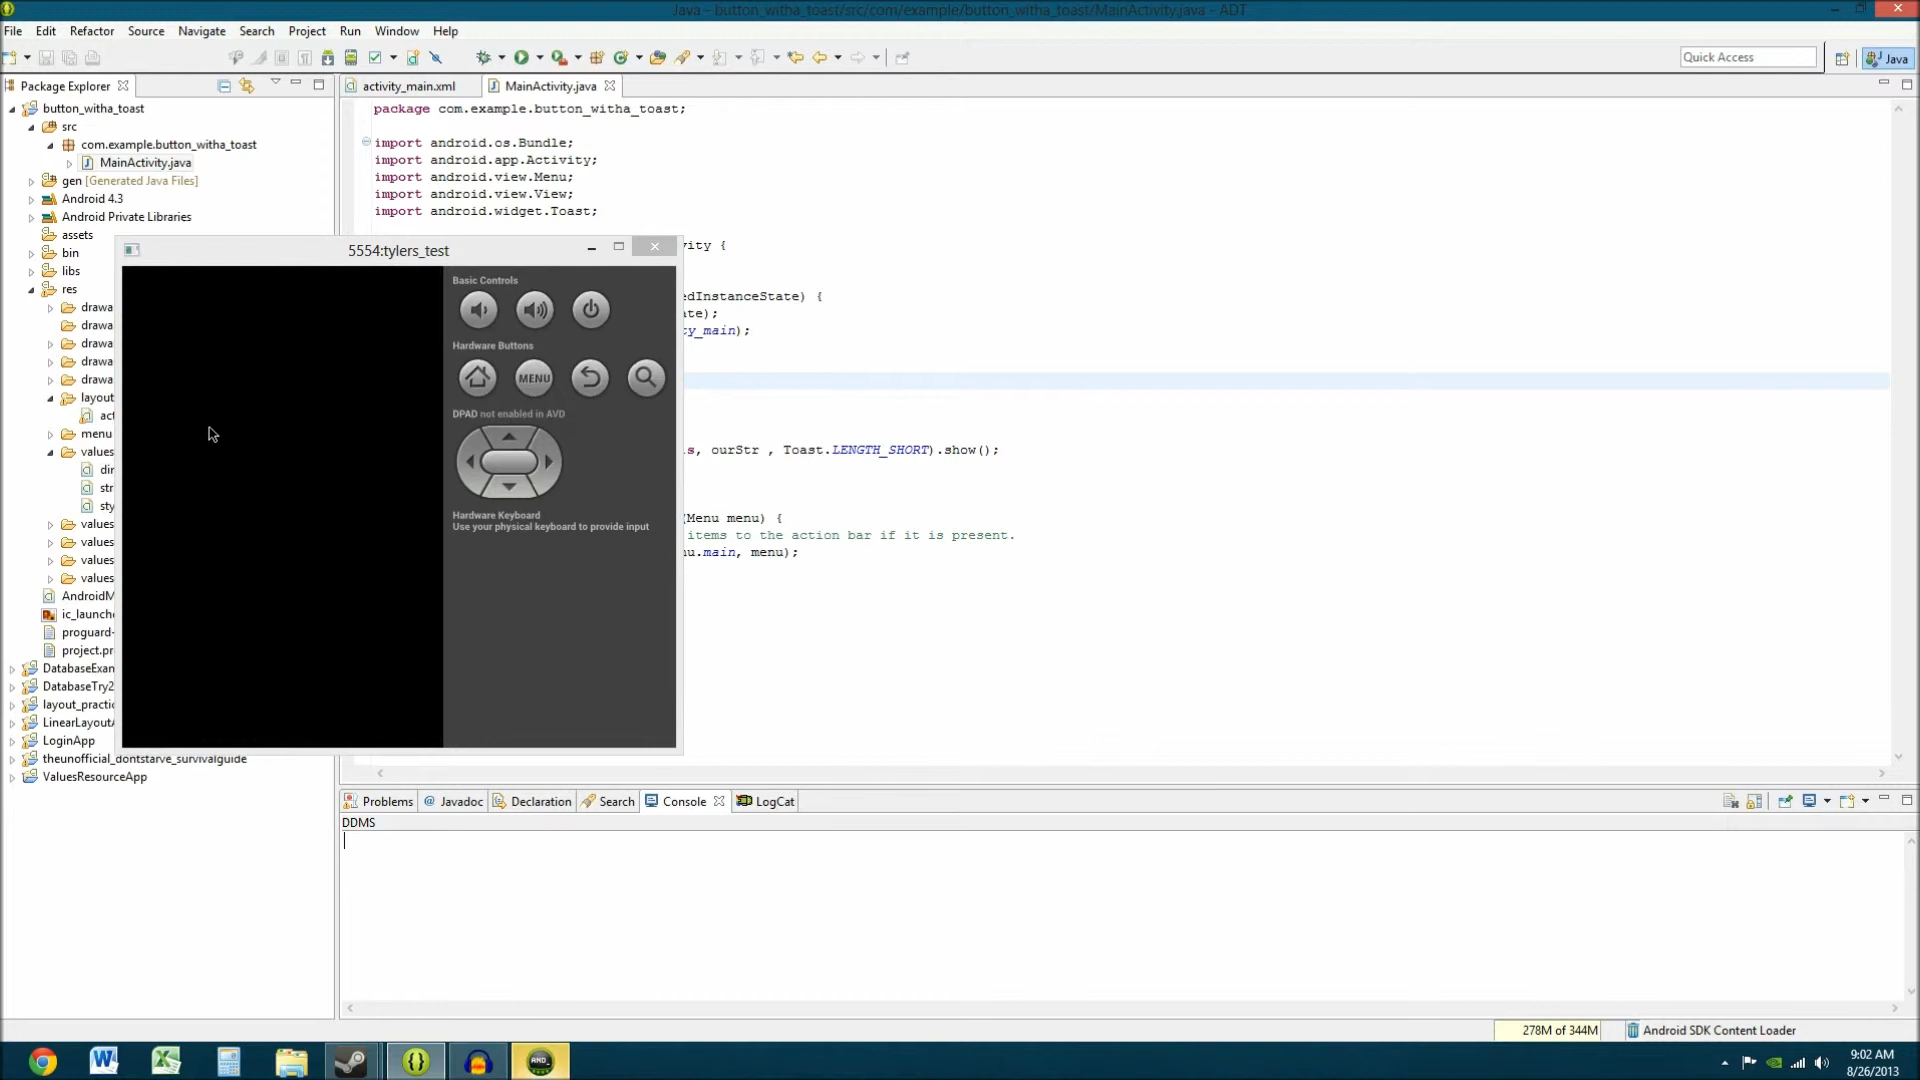 Java - button_witha_toast/src/com/example/button_witha_toast/MainActivity.java - ADT
File Edit Refactor Source Navigate Search Project Run Window Help
Quick Access
Java
Package Explorer
activity_main.xml
MainActivity.java
button_witha_toast
src
com.example.button_witha_toast
MainActivity.java
gen [Generated Java Files]
Android 4.3
Android Private Libraries
assets
bin
libs
res
drawa
drawa
drawa
drawa
drawa
layout
act
menu
values
dir
str
sty
values
values
values
values
AndroidM
ic_launche
proguard-
project.pr
DatabaseExan
DatabaseTry2
layout_practic
LinearLayoutA
LoginApp
theunofficial_dontstarve_survivalguide
ValuesResourceApp
package com.example.button_witha_toast;
import android.os.Bundle;
import android.app.Activity;
import android.view.Menu;
import android.view.View;
import android.widget.Toast;
vity {
edInstanceState) {
ate);
ty_main);
s, ourStr , Toast.LENGTH_SHORT).show();
(Menu menu) {
items to the action bar if it is present.
nu.main, menu);
5554:tylers_test
Basic Controls
Hardware Buttons
MENU
DPAD not enabled in AVD
Hardware Keyboard
Use your physical keyboard to provide input
Problems @ Javadoc Declaration Search Console LogCat
DDMS
278M of 344M
Android SDK Content Loader
9:02 AM
8/26/2013